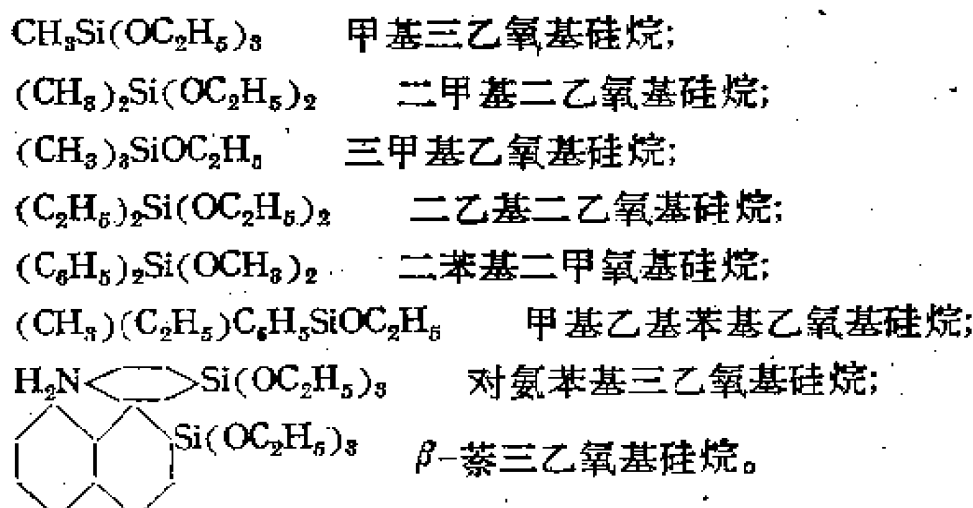 CH₃Si(OC₂H₅)₃ 甲基三乙氧基硅烷;
(CH₃)₂Si(OC₂H₅)₂ 二甲基二乙氧基硅烷;
(CH₃)₃SiOC₂H₅ 三甲基乙氧基硅烷;
(C₂H₅)₂Si(OC₂H₅)₂ 二乙基二乙氧基硅烷;
(C₆H₅)₂Si(OCH₃)₂ 二苯基二甲氧基硅烷;
(CH₃)(C₂H₅)C₆H₅SiOC₂H₅ 甲基乙基苯基乙氧基硅烷;
H₂N Si(OC₂H₅)₃ 对氨苯基三乙氧基硅烷;
Si(OC₂H₅)₃ β-萘三乙氧基硅烷。